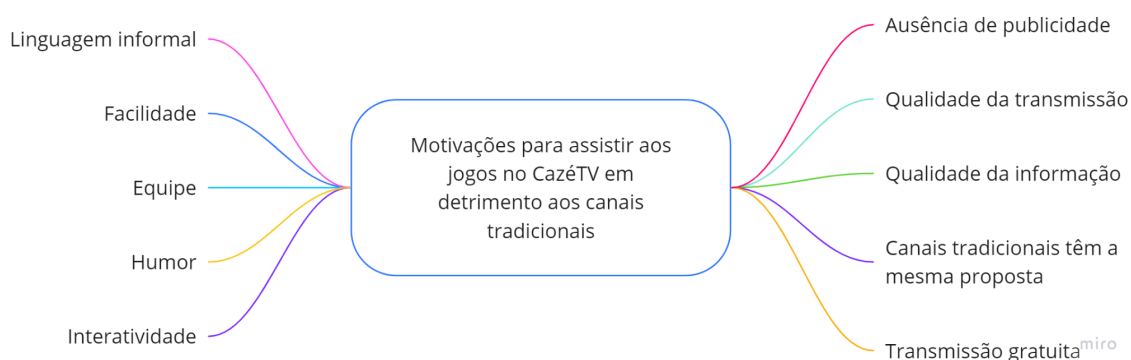 Linguagem informal
Facilidade
Equipe
Humor
Interatividade
Motivações para assistir aos
jogos no CazéTV em
detrimento aos canais
tradicionais
Ausência de publicidade
Qualidade da transmissão
Qualidade da informação
Canais tradicionais têm a
mesma proposta
Transmissão gratuita
miro